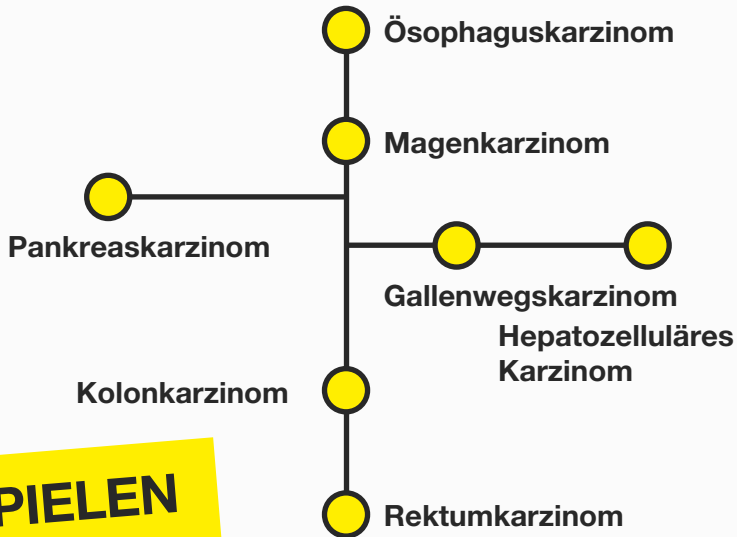 Ösophaguskarzinom
Magenkarzinom
Pankreaskarzinom
Gallenwegskarzinom
Hepatozelluläres
Karzinom
Kolonkarzinom
PIELEN
Rektumkarzinom